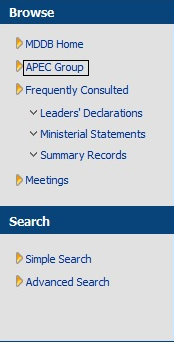 Browse
MDDB Home
APEC Group
Frequently Consulted
Leaders' Declarations
Ministerial Statements
Summary Records
Meetings
Search
Simple Search
Advanced Search